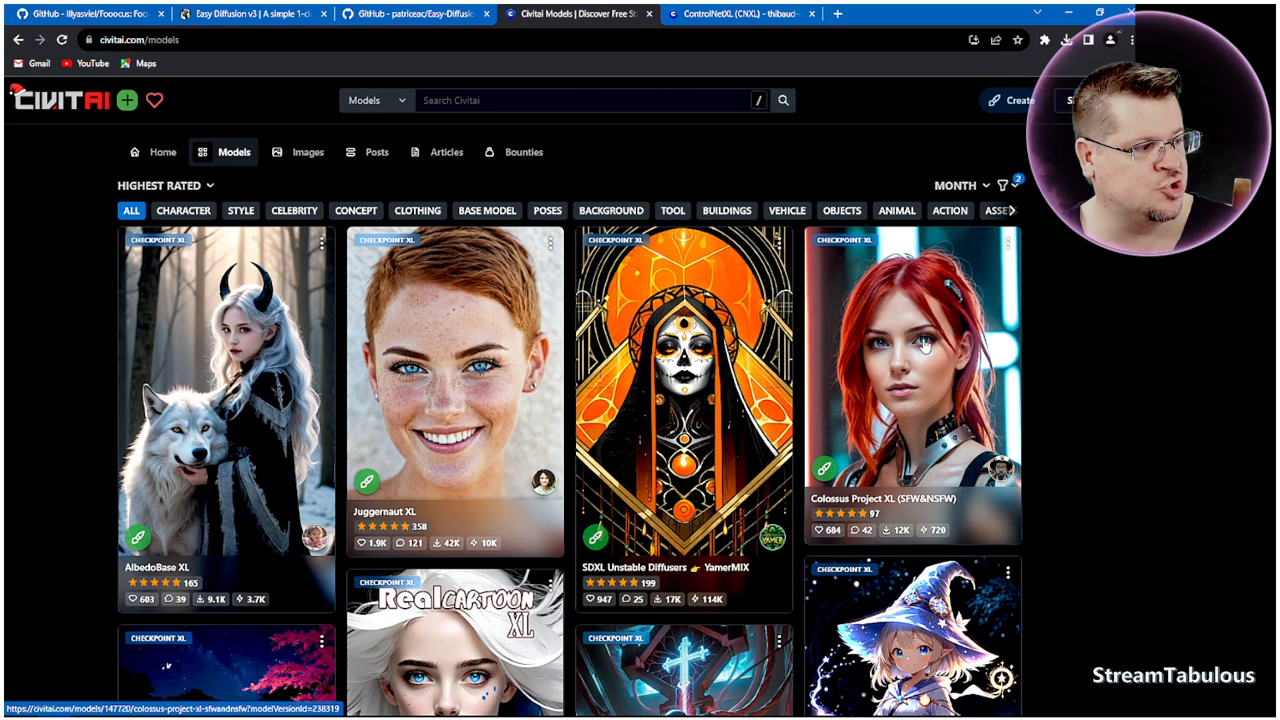 GitHub - lllyasviel/Fooocus: Foc
Easy Diffusion v3 | A simple 1-cl
GitHub - patriceac/Easy-Diffusio
Civitai Models | Discover Free St
ControlNetXL (CNXL) - thibaud-
civitai.com/models
Gmail
YouTube
Maps
CIVITAI
Models
Search Civitai
/
Create
Home
Models
Images
Posts
Articles
Bounties
HIGHEST RATED
MONTH
2
ALL
CHARACTER
STYLE
CELEBRITY
CONCEPT
CLOTHING
BASE MODEL
POSES
BACKGROUND
TOOL
BUILDINGS
VEHICLE
OBJECTS
ANIMAL
ACTION
ASSE
CHECKPOINT XL
CHECKPOINT XL
CHECKPOINT XL
CHECKPOINT XL
Juggernaut XL
358
1.9K 121 42K 10K
Colossus Project XL (SFW&NSFW)
97
684 42 12K 720
YAMER
AlbedoBase XL
165
603 39 9.1K 3.7K
SDXL Unstable Diffusers 👉 YamerMIX
199
947 25 17K 114K
CHECKPOINT XL
RealCARTOON
XL
CHECKPOINT XL
CHECKPOINT XL
CHECKPOINT XL
StreamTabulous
https://civitai.com/models/147720/colossus-project-xl-sfwandnsfw?modelVersionId=238319